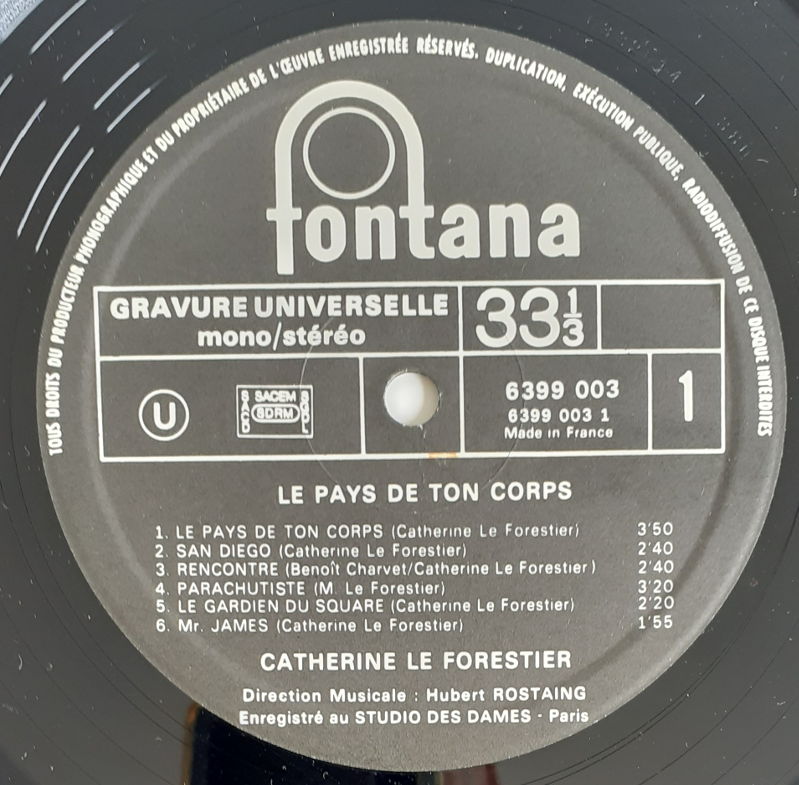 TOUS DROITS DU PRODUCTEUR PHONOGRAPHIQUE ET DU PROPRIÉTAIRE DE L'ŒUVRE ENREGISTRÉE RÉSERVÉS. DUPLICATION, EXÉCUTION PUBLIQUE, RADIODIFFUSION DE CE DISQUE INTERDITES
fontana
GRAVURE UNIVERSELLE
mono/stéréo
33 1/3
U
SACEM
SACD
SDRM
SGDL
6399 003
6399 003 1
Made in France
1
LE PAYS DE TON CORPS
1. LE PAYS DE TON CORPS (Catherine Le Forestier) 3'50
2. SAN DIEGO (Catherine Le Forestier) 2'40
3. RENCONTRE (Benoît Charvet/Catherine Le Forestier) 2'40
4. PARACHUTISTE (M. Le Forestier) 3'20
5. LE GARDIEN DU SQUARE (Catherine Le Forestier) 2'20
6. Mr. JAMES (Catherine Le Forestier) 1'55
CATHERINE LE FORESTIER
Direction Musicale : Hubert ROSTAING
Enregistré au STUDIO DES DAMES - Paris